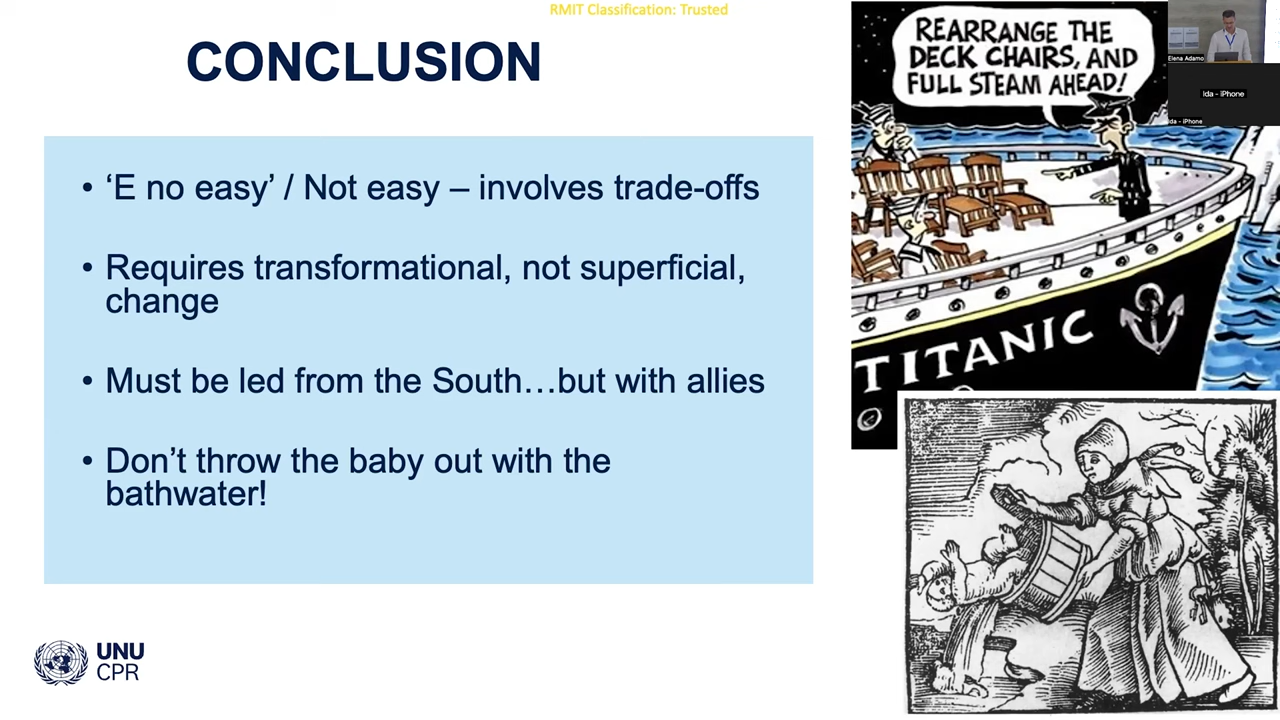 RMIT Classification: Trusted
CONCLUSION
• ‘E no easy’ / Not easy – involves trade-offs
• Requires transformational, not superficial,
change
• Must be led from the South…but with allies
• Don’t throw the baby out with the
bathwater!
UNU
CPR
REARRANGE THE
DECK CHAIRS, AND
FULL STEAM AHEAD!
TITANIC
Elena Adamo
Ida - iPhone
Ida - iPhone